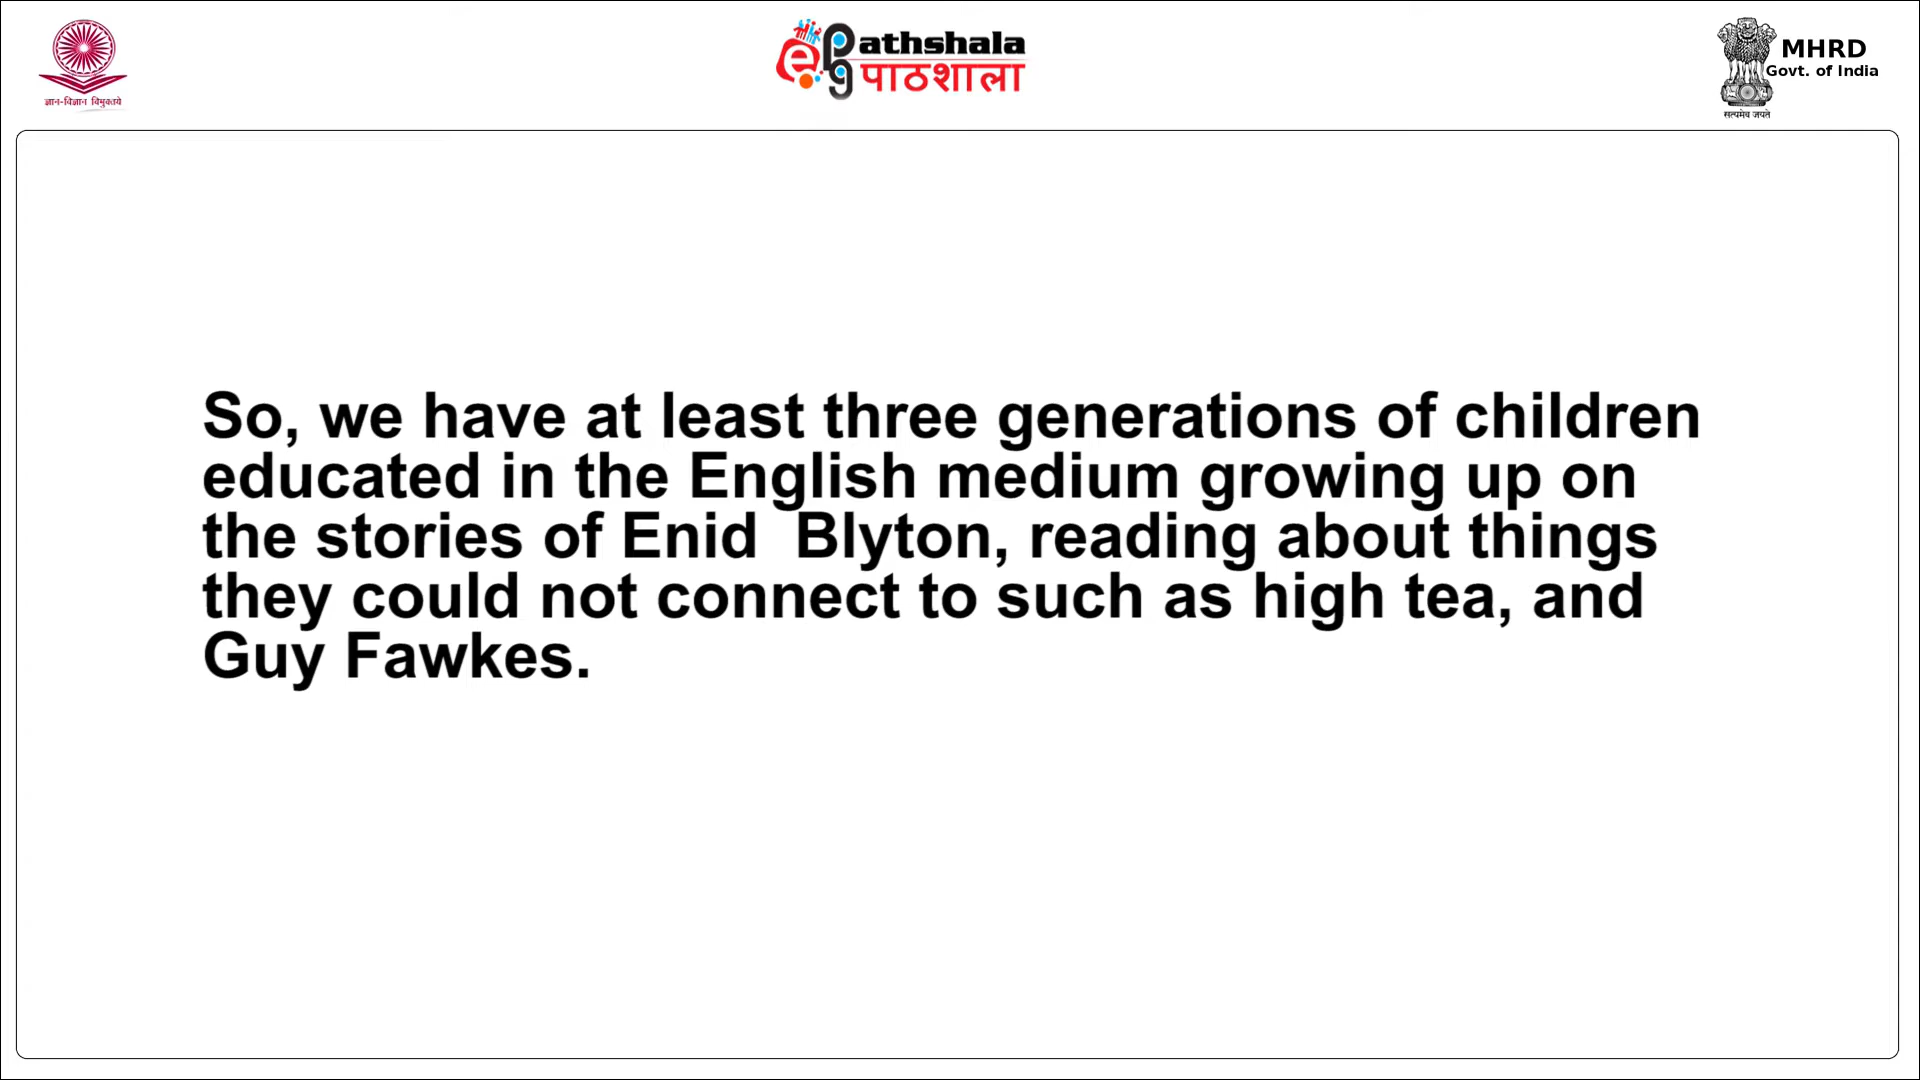 ज्ञान-विज्ञान विमुक्तये
epg athshala
पाठशाला
MHRD
Govt. of India
सत्यमेव जयते
So, we have at least three generations of children
educated in the English medium growing up on
the stories of Enid  Blyton, reading about things
they could not connect to such as high tea, and
Guy Fawkes.